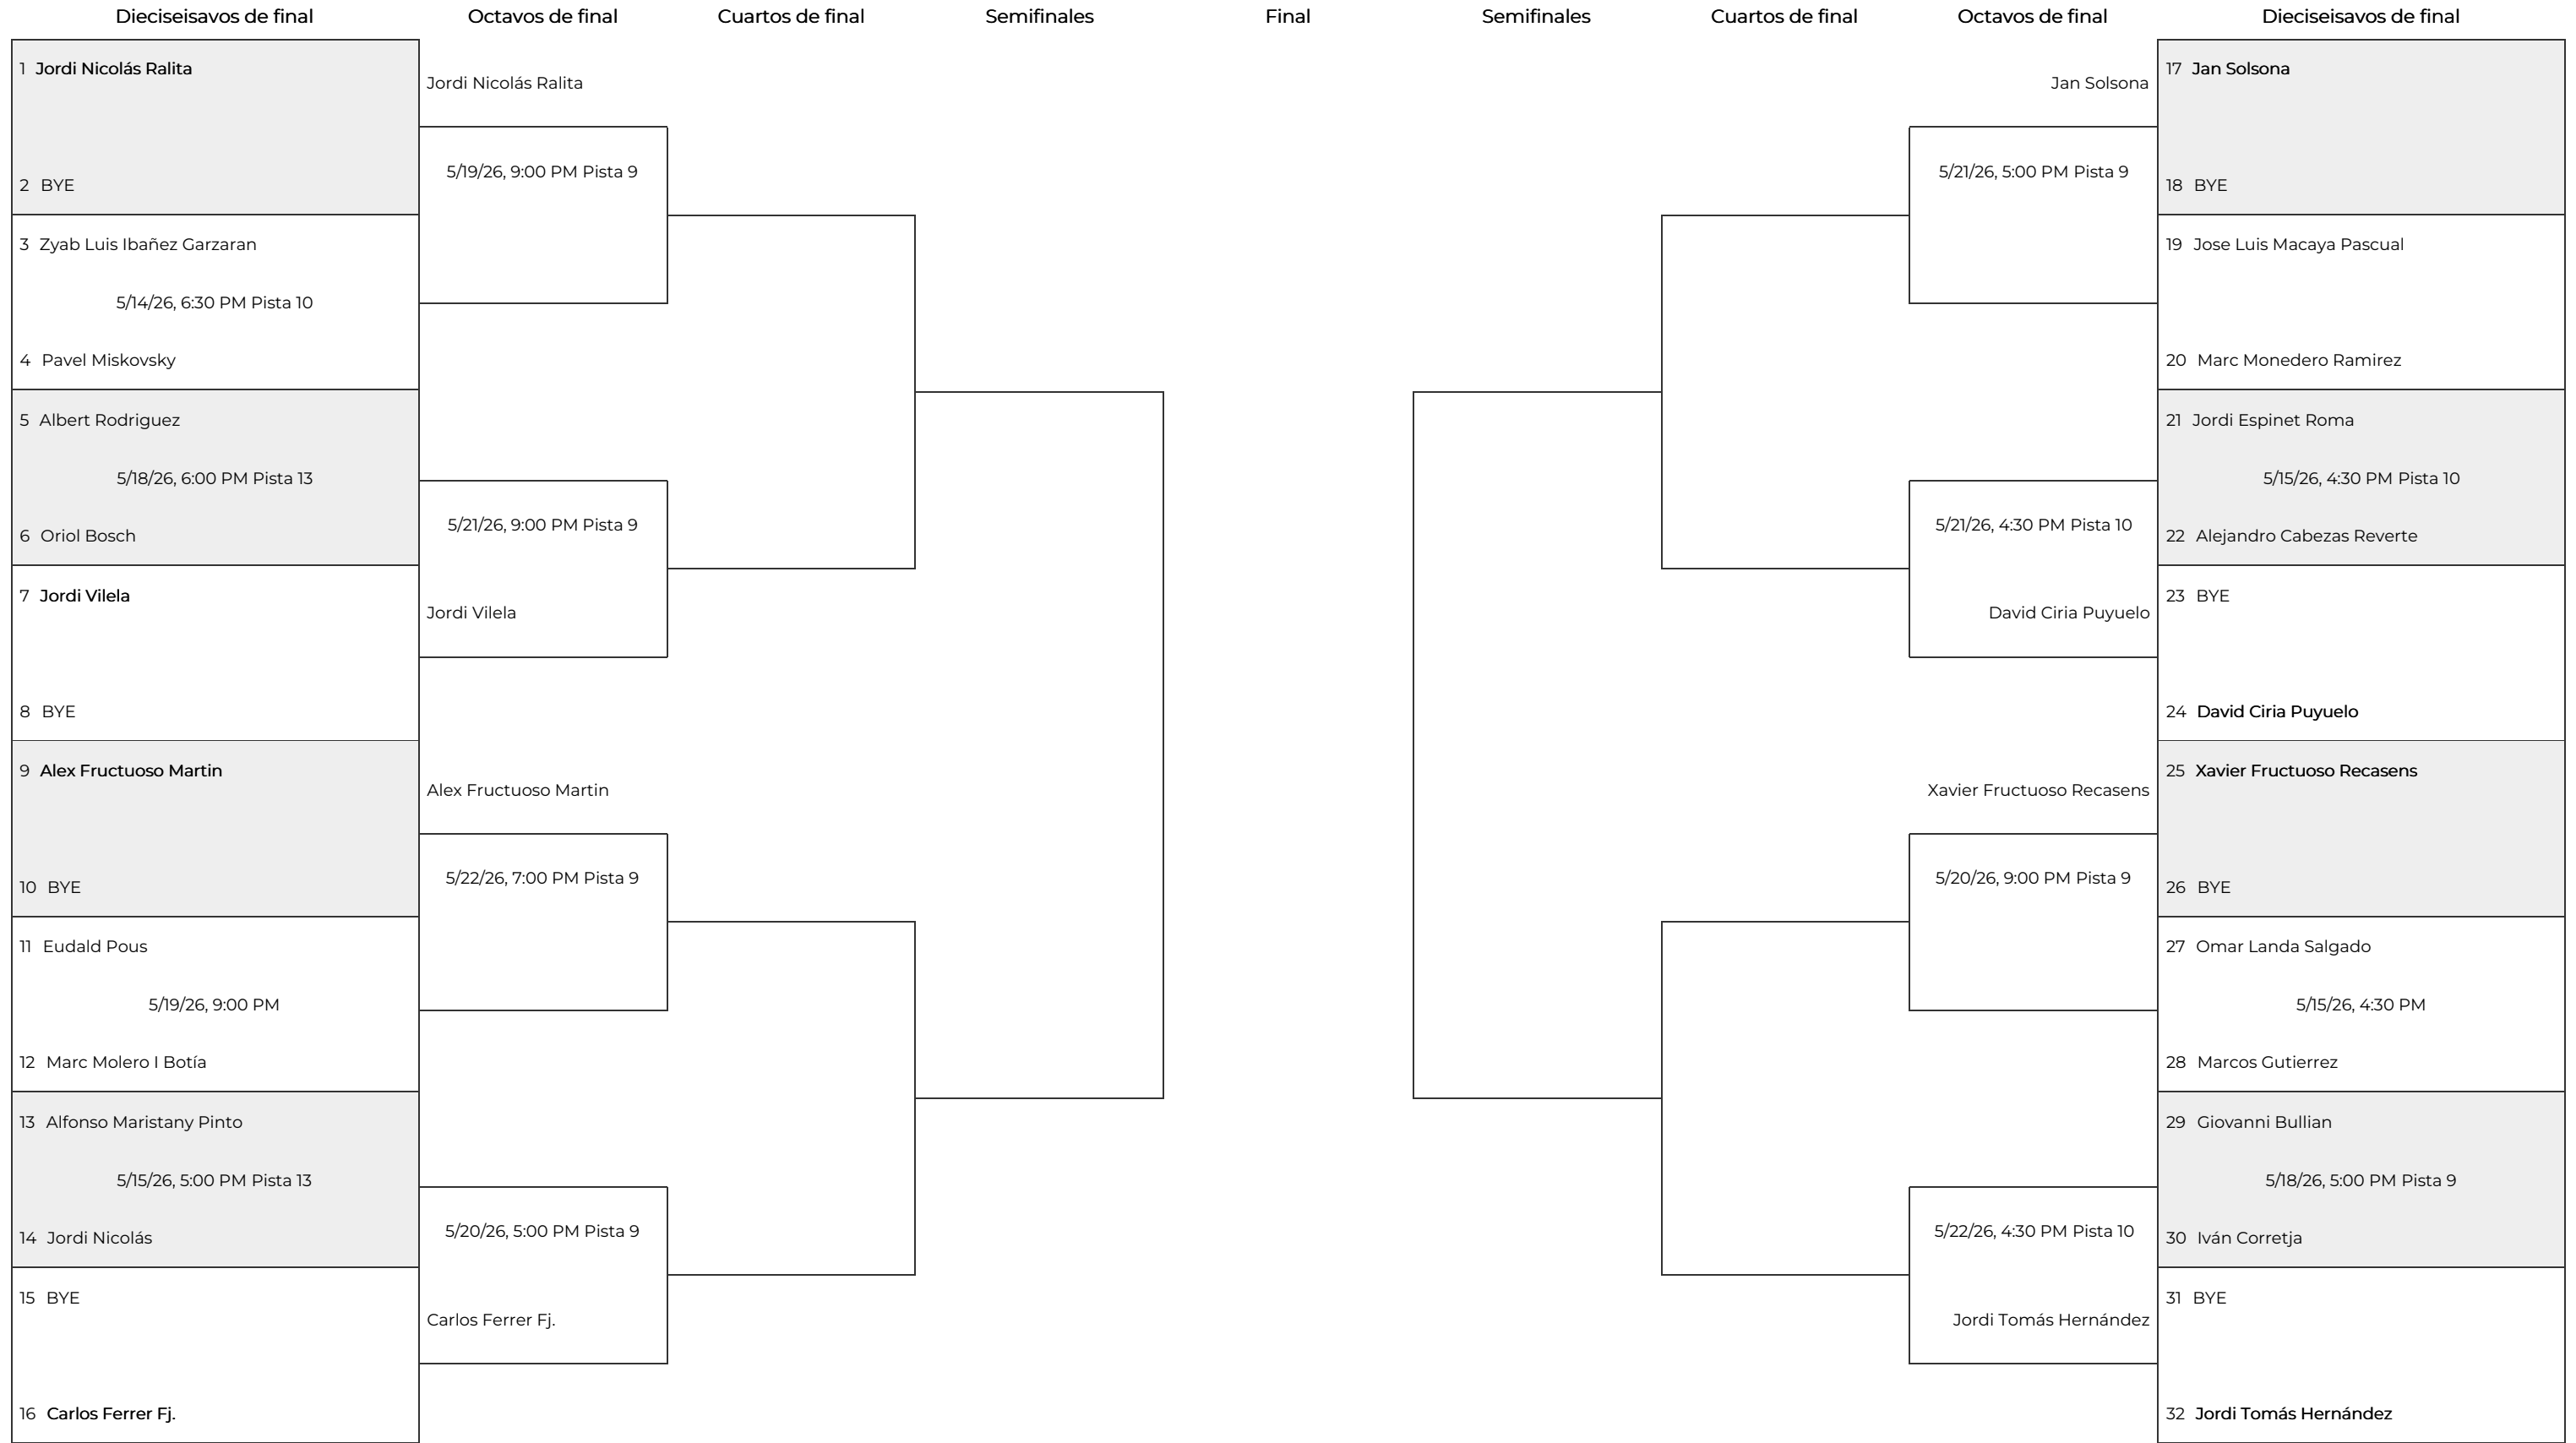 Dieciseisavos de final
Octavos de final
Cuartos de final
Semifinales
Final
Semifinales
Cuartos de final
Octavos de final
Dieciseisavos de final
1 Jordi Nicolás Ralita
2 BYE
3 Zyab Luis Ibañez Garzaran
5/14/26, 6:30 PM Pista 10
4 Pavel Miskovsky
5 Albert Rodriguez
5/18/26, 6:00 PM Pista 13
6 Oriol Bosch
7 Jordi Vilela
8 BYE
9 Alex Fructuoso Martin
10 BYE
11 Eudald Pous
5/19/26, 9:00 PM
12 Marc Molero I Botía
13 Alfonso Maristany Pinto
5/15/26, 5:00 PM Pista 13
14 Jordi Nicolás
15 BYE
16 Carlos Ferrer Fj.
Jordi Nicolás Ralita
5/19/26, 9:00 PM Pista 9
5/21/26, 9:00 PM Pista 9
Jordi Vilela
Alex Fructuoso Martin
5/22/26, 7:00 PM Pista 9
5/20/26, 5:00 PM Pista 9
Carlos Ferrer Fj.
Jan Solsona
5/21/26, 5:00 PM Pista 9
5/21/26, 4:30 PM Pista 10
David Ciria Puyuelo
Xavier Fructuoso Recasens
5/20/26, 9:00 PM Pista 9
5/22/26, 4:30 PM Pista 10
Jordi Tomás Hernández
17 Jan Solsona
18 BYE
19 Jose Luis Macaya Pascual
20 Marc Monedero Ramirez
21 Jordi Espinet Roma
5/15/26, 4:30 PM Pista 10
22 Alejandro Cabezas Reverte
23 BYE
24 David Ciria Puyuelo
25 Xavier Fructuoso Recasens
26 BYE
27 Omar Landa Salgado
5/15/26, 4:30 PM
28 Marcos Gutierrez
29 Giovanni Bullian
5/18/26, 5:00 PM Pista 9
30 Iván Corretja
31 BYE
32 Jordi Tomás Hernández